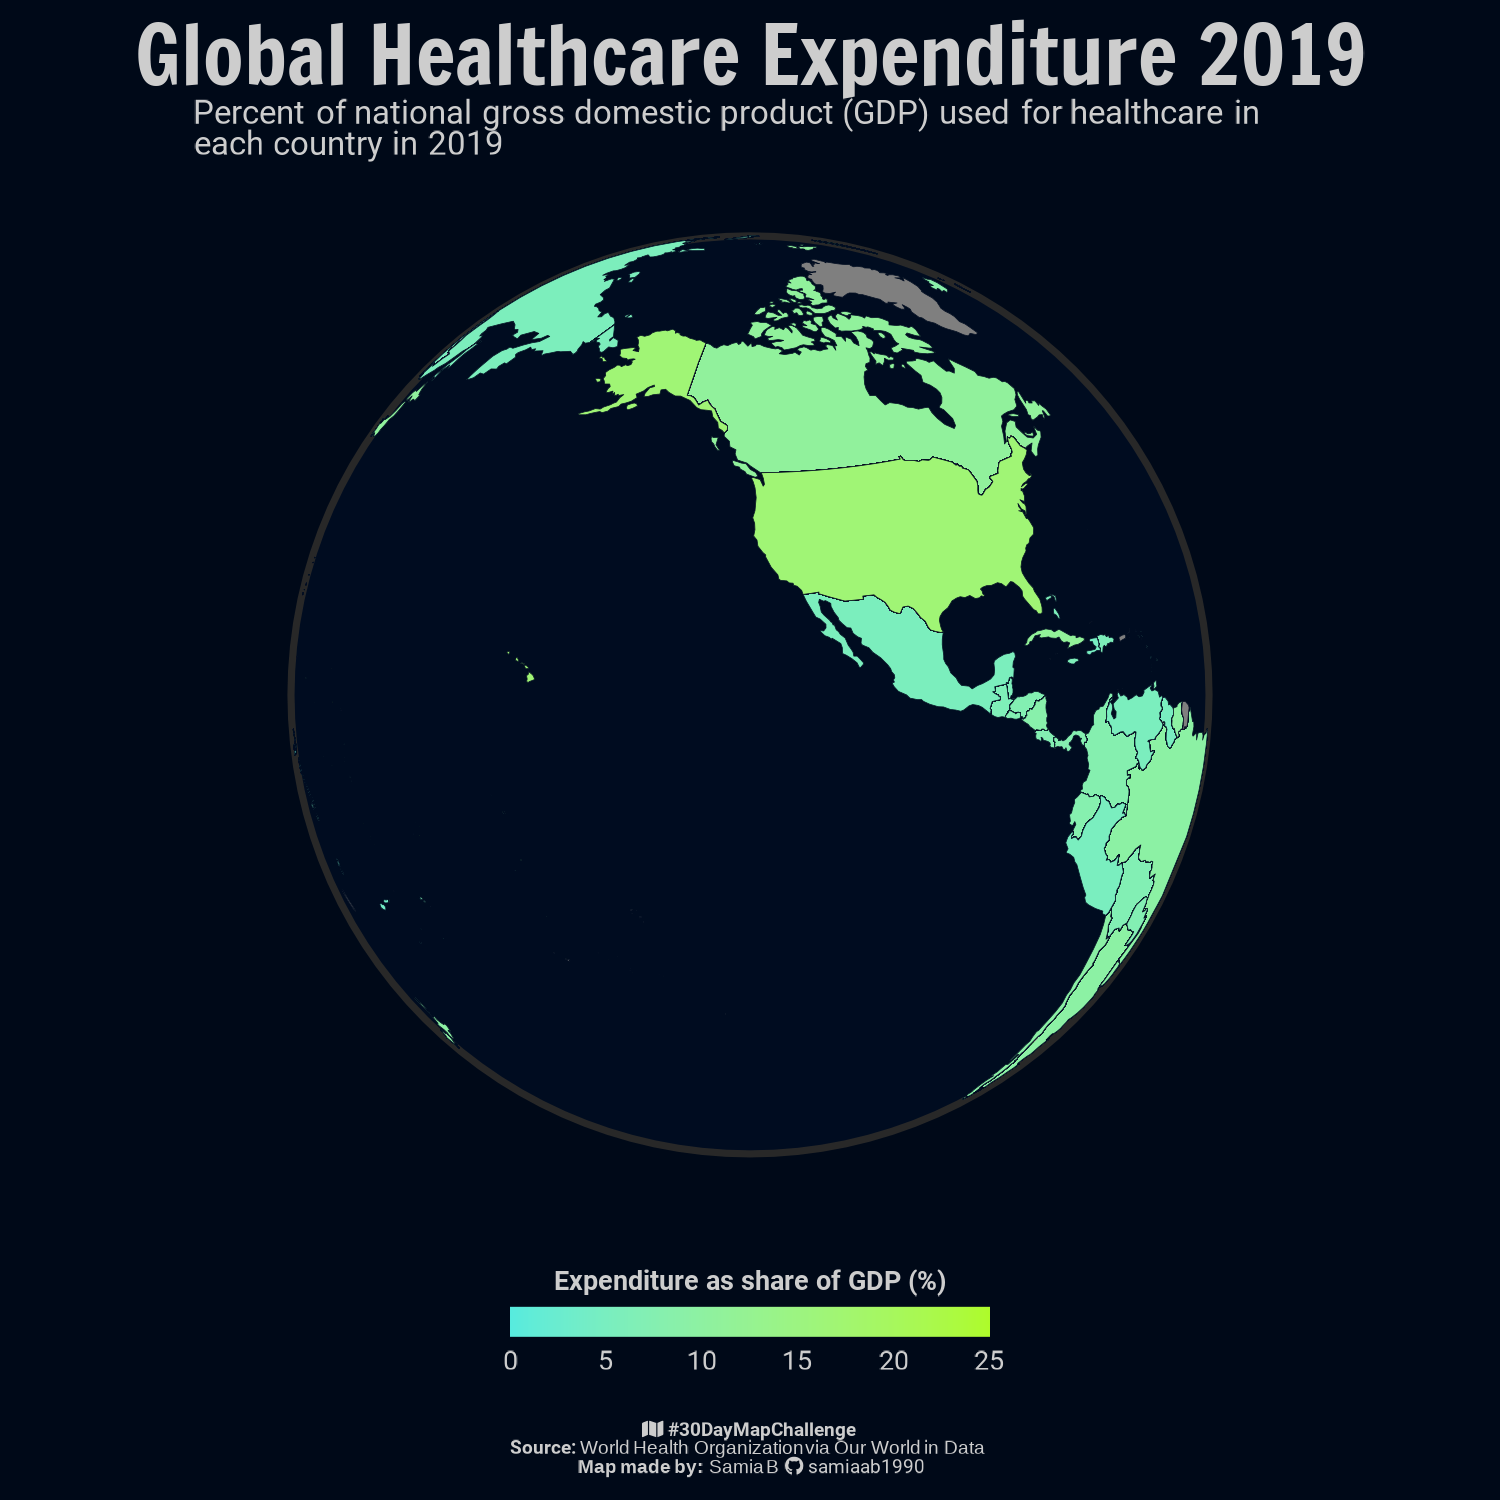 Global Healthcare Expenditure 2019
Percent of national gross domestic product (GDP) used for healthcare in
each country in 2019
Expenditure as share of GDP (%)
0 5 10 15 20 25
#30DayMapChallenge
Source: World Health Organization via Our World in Data
Map made by: Samia B samiaab1990